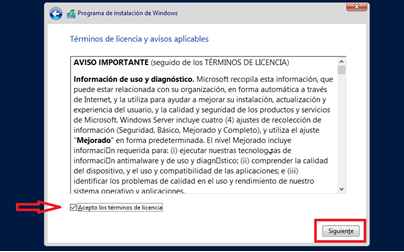 Programa de instalación de Windows
Términos de licencia y avisos aplicables
AVISO IMPORTANTE (seguido de los TÉRMINOS DE LICENCIA)
Información de uso y diagnóstico. Microsoft recopila esta información, que
puede estar relacionada con su organización, en forma automática a través
de Internet, y la utiliza para ayudar a mejorar su instalación, actualización y
experiencia del usuario, y la calidad y seguridad de los productos y servicios
de Microsoft. Windows Server incluye cuatro (4) ajustes de recolección de
información (Seguridad, Básico, Mejorado y Completo), y utiliza el ajuste
"Mejorado" en forma predeterminada. El nivel Mejorado incluye
información requerida para: (i) ejecutar nuestras tecnologías de
información antimalware y de uso y diagnóstico; (ii) comprender la calidad
del dispositivo, y el uso y compatibilidad de las aplicaciones; e (iii)
identificar los problemas de calidad en el uso y rendimiento de nuestro
sistema operativo y aplicaciones.
Acepto los términos de licencia
Siguiente